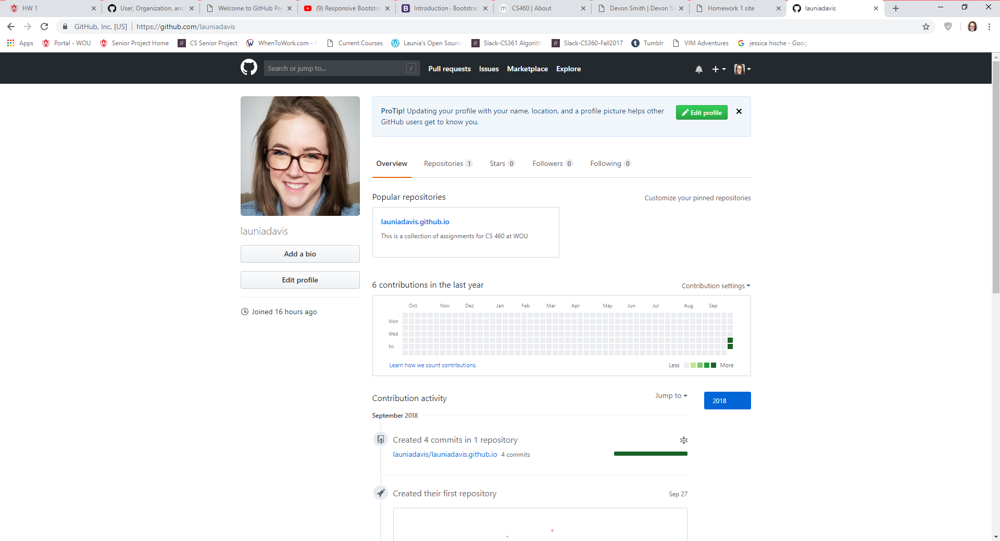 HW 1
User, Organization, and
Welcome to GitHub Pag
(9) Responsive Bootstra
Introduction · Bootstrap
CS460 | About
Devon Smith | Devon S
Homework 1 site
launiadavis
GitHub, Inc. [US] | https://github.com/launiadavis
Apps
Portal - WOU
Senior Project Home
CS Senior Project
WhenToWork.com -
Current Courses
Launia's Open Source
Slack-CS361 Algorith
Slack-CS360-Fall2017
Tumblr
VIM Adventures
jessica hische - Goog
Search or jump to...
/
Pull requests
Issues
Marketplace
Explore
ProTip! Updating your profile with your name, location, and a profile picture helps other
GitHub users get to know you.
Edit profile
Overview
Repositories 1
Stars 0
Followers 0
Following 0
Popular repositories
Customize your pinned repositories
launiadavis.github.io
This is a collection of assignments for CS 460 at WOU
launiadavis
Add a bio
Edit profile
Joined 16 hours ago
6 contributions in the last year
Contribution settings
Oct Nov Dec Jan Feb Mar Apr May Jun Jul Aug Sep
Mon
Wed
Fri
Learn how we count contributions.
Less
More
Contribution activity
Jump to
2018
September 2018
Created 4 commits in 1 repository
launiadavis/launiadavis.github.io 4 commits
Created their first repository
Sep 27